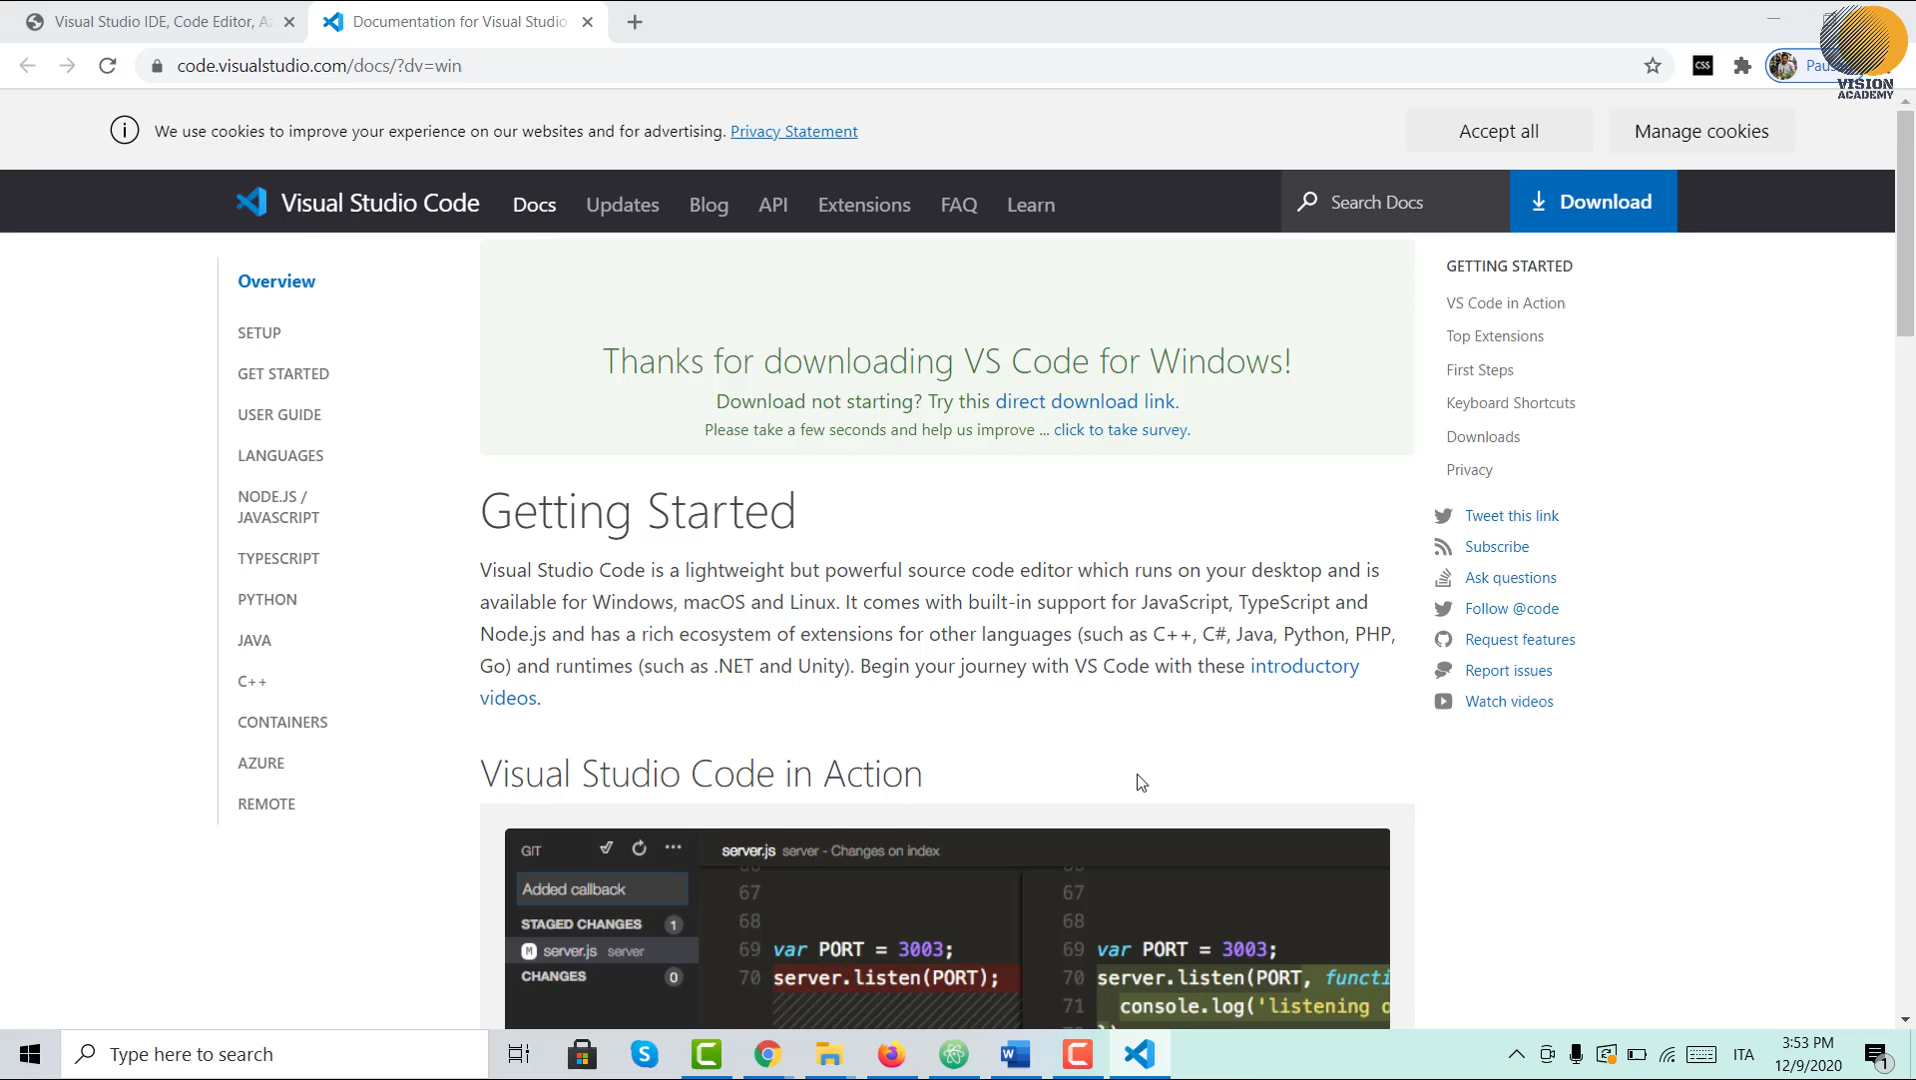 Visual Studio IDE, Code Editor, Az
Documentation for Visual Studio
code.visualstudio.com/docs/?dv=win
CSS
VISION
ACADEMY
We use cookies to improve your experience on our websites and for advertising. Privacy Statement
Accept all
Manage cookies
Visual Studio Code
Docs
Updates
Blog
API
Extensions
FAQ
Learn
Search Docs
Download
Overview
SETUP
GET STARTED
USER GUIDE
LANGUAGES
NODE.JS /
JAVASCRIPT
TYPESCRIPT
PYTHON
JAVA
C++
CONTAINERS
AZURE
REMOTE
Thanks for downloading VS Code for Windows!
Download not starting? Try this direct download link.
Please take a few seconds and help us improve ... click to take survey.
Getting Started
Visual Studio Code is a lightweight but powerful source code editor which runs on your desktop and is
available for Windows, macOS and Linux. It comes with built-in support for JavaScript, TypeScript and
Node.js and has a rich ecosystem of extensions for other languages (such as C++, C#, Java, Python, PHP,
Go) and runtimes (such as .NET and Unity). Begin your journey with VS Code with these introductory
videos.
Visual Studio Code in Action
GIT
Added callback
STAGED CHANGES 1
M server.js server
CHANGES 0
server.js server - Changes on index
67
68
69 var PORT = 3003;
70 server.listen(PORT);
67
68
69 var PORT = 3003;
70 server.listen(PORT, functi
71 console.log('listening o
GETTING STARTED
VS Code in Action
Top Extensions
First Steps
Keyboard Shortcuts
Downloads
Privacy
Tweet this link
Subscribe
Ask questions
Follow @code
Request features
Report issues
Watch videos
Type here to search
ITA
3:53 PM
12/9/2020
1